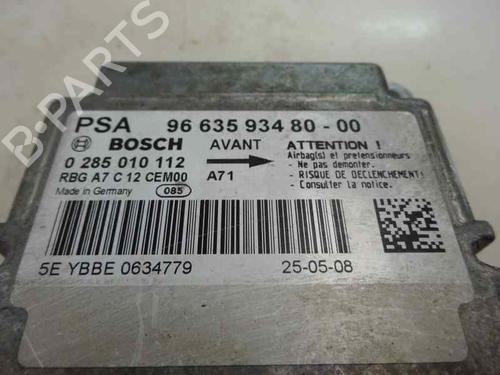 PSA 96 635 934 80 - 00
BOSCH AVANT
0 285 010 112
RBG A7 C 12 CEM00 A71
Made in Germany 085
ATTENTION !
Airbag(s) et pretensionneurs
- Ne pas demonter.
- RISQUE DE DECLENCHEMENT!
- Consulter la notice.
5E YBBE 0634779 25-05-08
B-PARTS